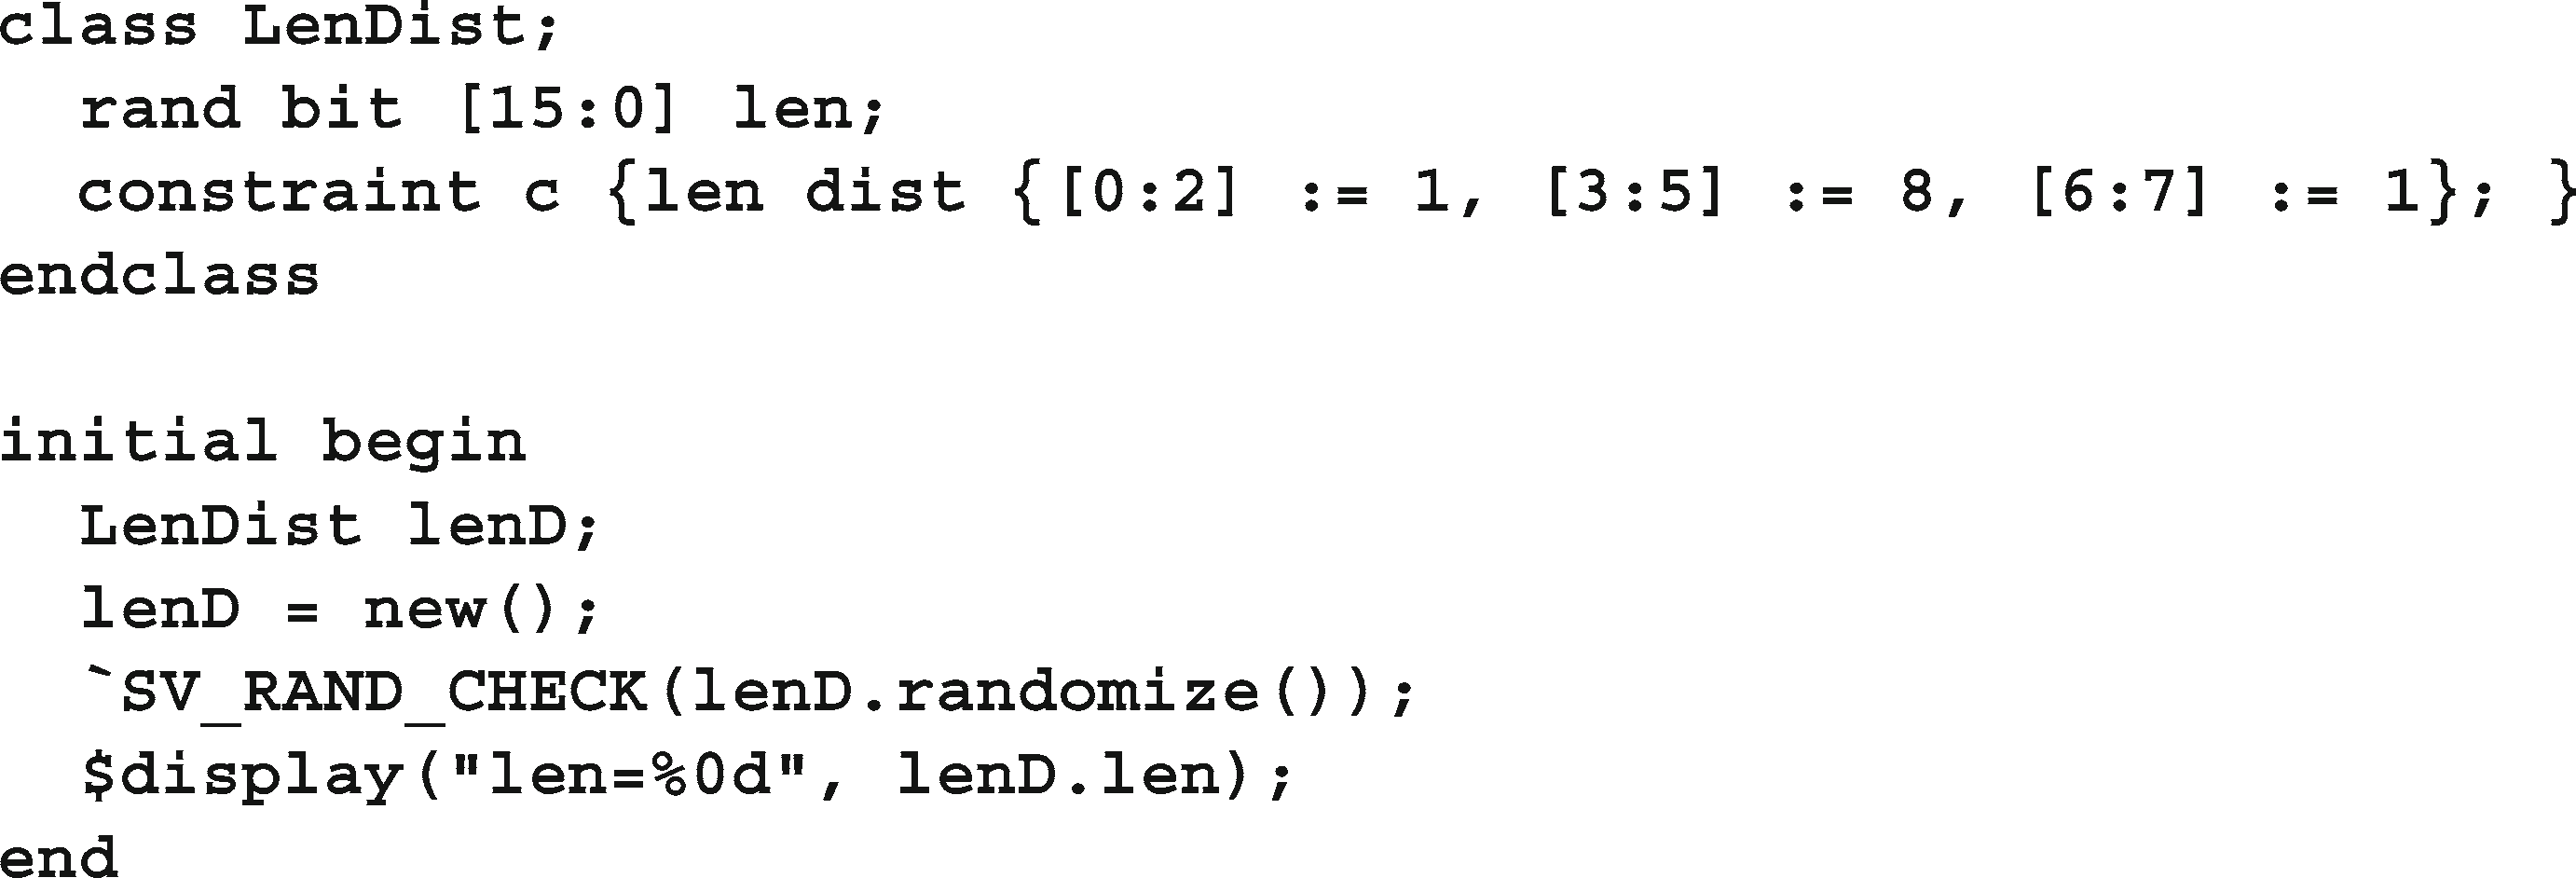 class LenDist;
  rand bit [15:0] len;
  constraint c {len dist {[0:2] := 1, [3:5] := 8, [6:7] := 1}; }
endclass

initial begin
  LenDist lenD;
  lenD = new();
  `SV_RAND_CHECK(lenD.randomize());
  $display("len=%0d", lenD.len);
end